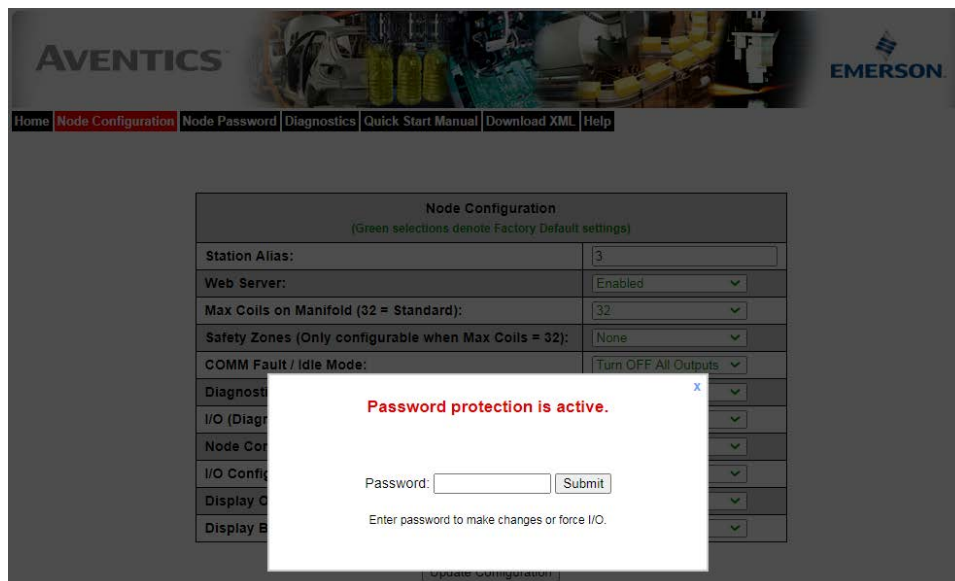 AVENTICS
EMERSON.
Home Node Configuration Node Password Diagnostics Quick Start Manual Download XML Help
Node Configuration
(Green selections denote Factory Default settings)
Station Alias: 3
Web Server: Enabled
Max Coils on Manifold (32 = Standard): 32
Safety Zones (Only configurable when Max Coils = 32): None
COMM Fault / Idle Mode: Turn OFF All Outputs
Diagnosti
I/O (Diagr
Node Con
I/O Config
Display O
Display B
x
Password protection is active.
Password: Submit
Enter password to make changes or force I/O.
Update Configuration